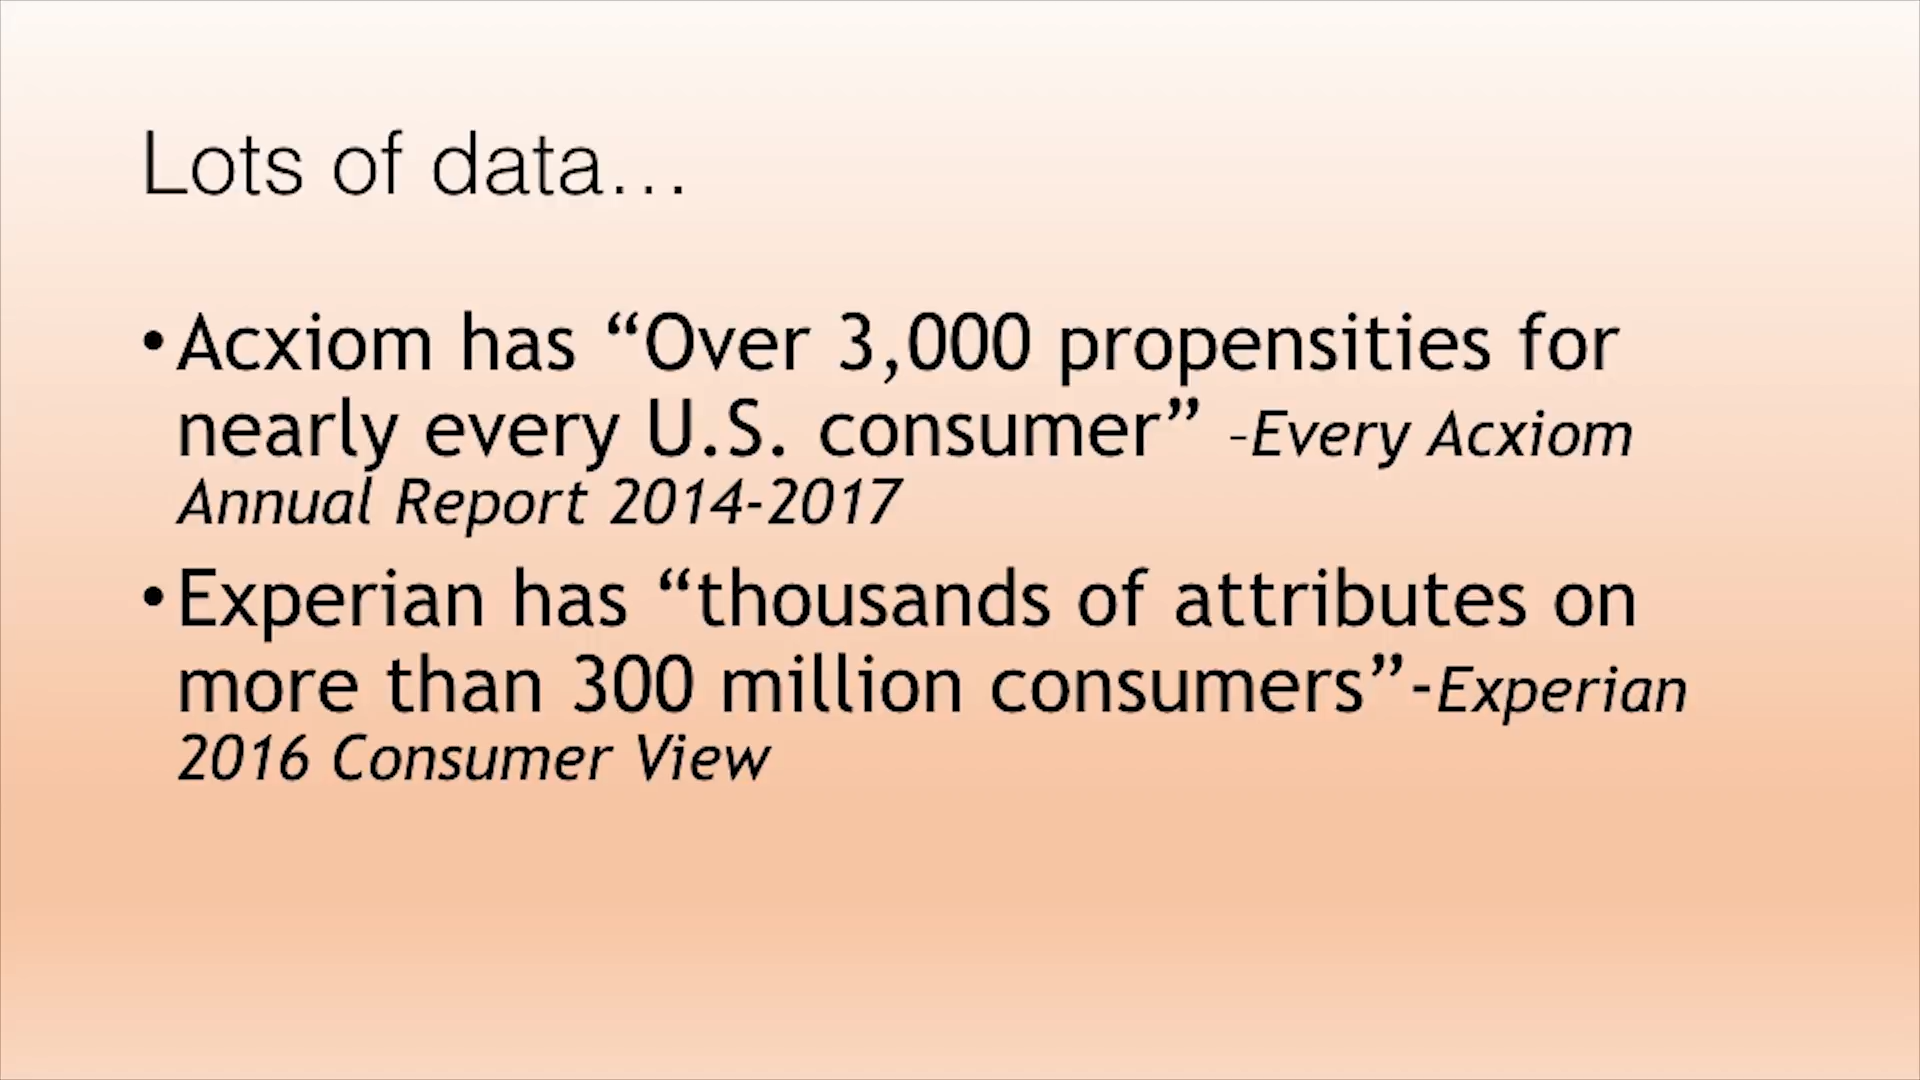 Lots of data…
•Acxiom has “Over 3,000 propensities for
nearly every U.S. consumer” –Every Acxiom
Annual Report 2014-2017
•Experian has “thousands of attributes on
more than 300 million consumers”-Experian
2016 Consumer View